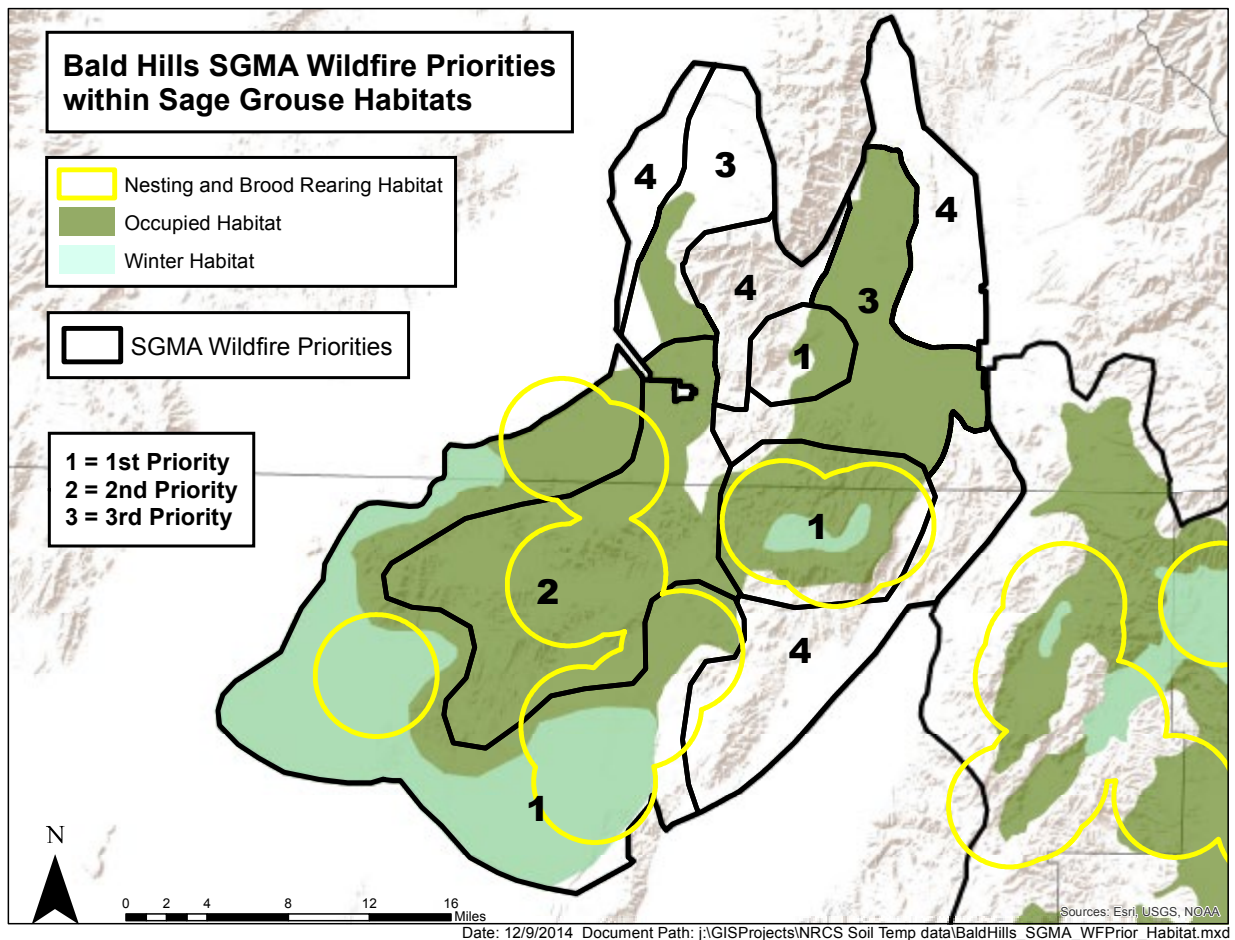 Bald Hills SGMA Wildfire Priorities
within Sage Grouse Habitats
Nesting and Brood Rearing Habitat
Occupied Habitat
Winter Habitat
SGMA Wildfire Priorities
1 = 1st Priority
2 = 2nd Priority
3 = 3rd Priority
4
3
4
4
3
1
1
2
4
1
N
0 2 4 8 12 16
Miles
Sources: Esri, USGS, NOAA
Date: 12/9/2014 Document Path: j:\GISProjects\NRCS Soil Temp data\BaldHills_SGMA_WFPrior_Habitat.mxd